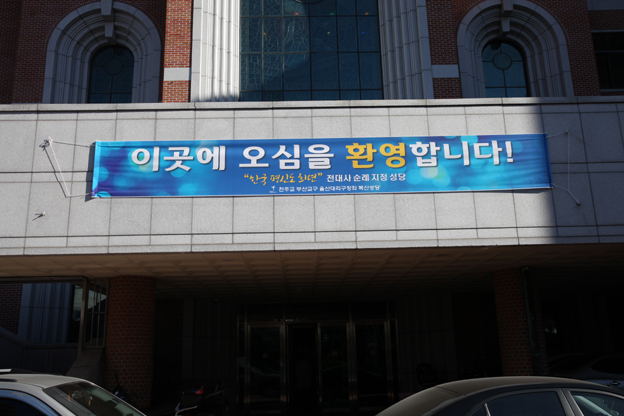 이곳에 오심을 환영합니다!
"한국 평신도 희년" 전대사 순례 지정 성당
천주교 부산교구 울산대리구청좌 복산성당